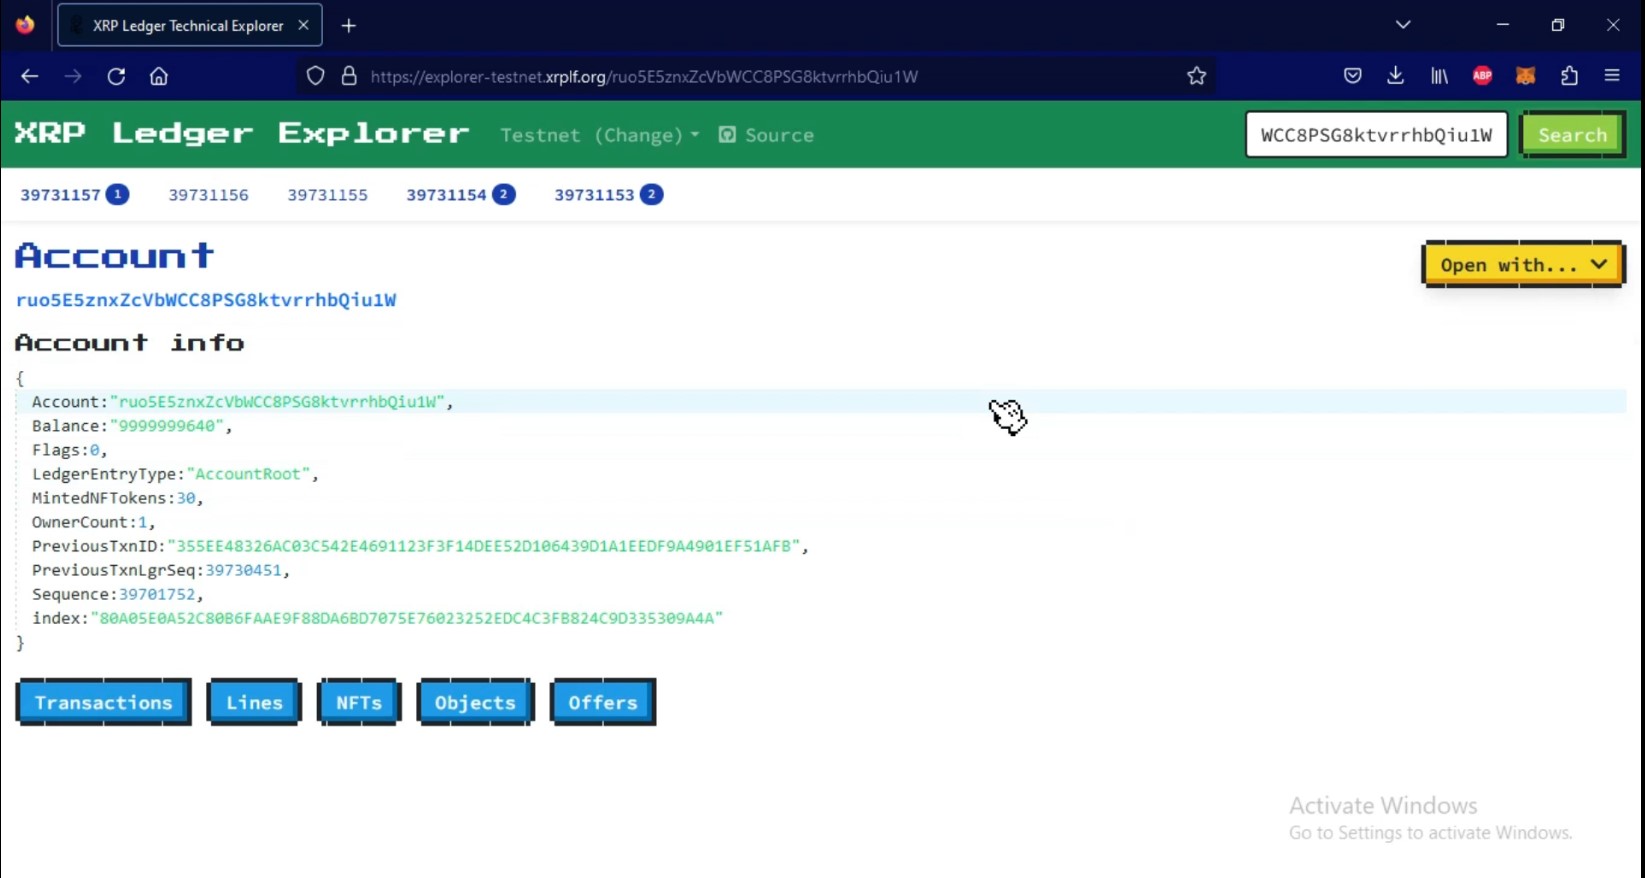 XRP Ledger Technical Explorer
https://explorer-testnet.xrplf.org/ruo5E5znxZcVbWCC8PSG8ktvrrhbQiu1W
ABP
XRP Ledger Explorer Testnet (Change) Source WCC8PSG8ktvrrhbQiu1W Search
39731157 1 39731156 39731155 39731154 2 39731153 2
Account
Open with...
ruo5E5znxZcVbWCC8PSG8ktvrrhbQiu1W
Account info
{
Account:"ruo5E5znxZcVbWCC8PSG8ktvrrhbQiu1W",
Balance:"9999999640",
Flags:0,
LedgerEntryType:"AccountRoot",
MintedNFTokens:30,
OwnerCount:1,
PreviousTxnID:"355EE48326AC03C542E4691123F3F14DEE52D106439D1A1EEDF9A4901EF51AFB",
PreviousTxnLgrSeq:39730451,
Sequence:39701752,
index:"80A05E0A52C80B6FAAE9F88DA6BD7075E76023252EDC4C3FB824C9D335309A4A"
}
Transactions Lines NFTs Objects Offers
Activate Windows
Go to Settings to activate Windows.